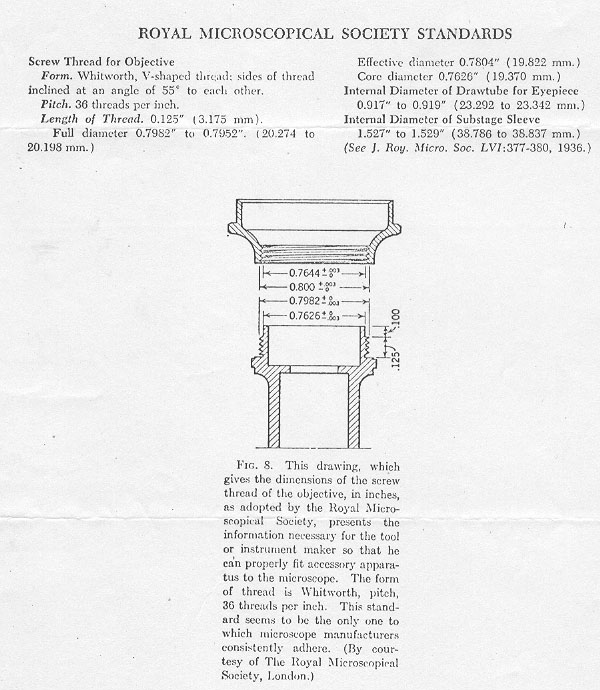 ROYAL MICROSCOPICAL SOCIETY STANDARDS
Screw Thread for Objective
Form. Whitworth, V-shaped thread: sides of thread
inclined at an angle of 55° to each other.
Pitch. 36 threads per inch.
Length of Thread. 0.125″ (3.175 mm).
Full diameter 0.7982″ to 0.7952″. (20.274 to
20.198 mm.)
Effective diameter 0.7804″ (19.822 mm.)
Core diameter 0.7626″ (19.370 mm.)
Internal Diameter of Drawtube for Eyepiece
0.917″ to 0.919″ (23.292 to 23.342 mm.)
Internal Diameter of Substage Sleeve
1.527″ to 1.529″ (38.786 to 38.837 mm.)
(See J. Roy. Micro. Soc. LVI:377-380, 1936.)
0.7644 + .003 - 0
0.800 + .003 - 0
0.7982 + 0 - .003
0.7626 + 0 - .003
.100
.125
FIG. 8. This drawing, which
gives the dimensions of the screw
thread of the objective, in inches,
as adopted by the Royal Micro-
scopical Society, presents the
information necessary for the tool
or instrument maker so that he
can properly fit accessory appara-
tus to the microscope. The form
of thread is Whitworth, pitch,
36 threads per inch. This stand-
ard seems to be the only one to
which microscope manufacturers
consistently adhere. (By cour-
tesy of The Royal Microscopical
Society, London.)